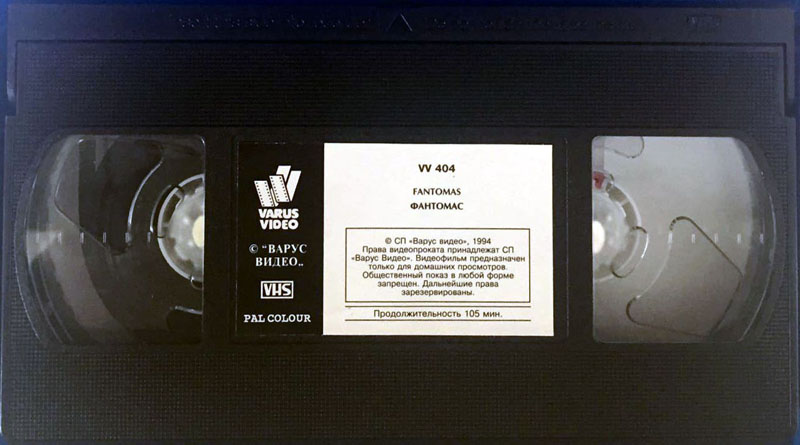 VARUS
VIDEO
© "ВАРУС
ВИДЕО„
VHS
PAL COLOUR
VV 404
FANTOMAS
ФАНТОМАС
© СП «Варус видео», 1994
Права видеопроката принадлежат СП
«Варус Видео». Видеофильм предназначен
только для домашних просмотров.
Общественный показ в любой форме
запрещен. Дальнейшие права
зарезервированы.
Продолжительность 105 мин.